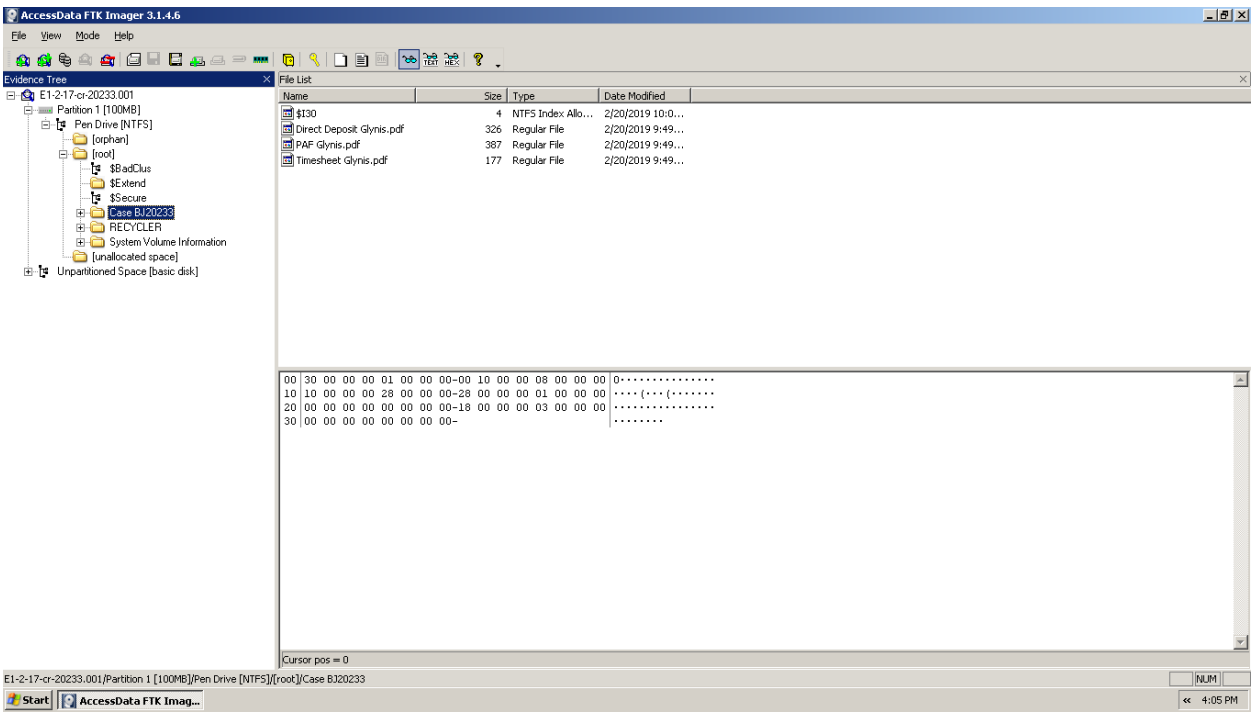 AccessData FTK Imager 3.1.4.6
File View Mode Help
TEXT HEX
Evidence Tree
E1-2-17-cr-20233.001
Partition 1 [100MB]
Pen Drive [NTFS]
[orphan]
[root]
$BadClus
$Extend
$Secure
Case BJ20233
RECYCLER
System Volume Information
[unallocated space]
Unpartitioned Space [basic disk]
File List
Name Size Type Date Modified
$I30 4 NTFS Index Allo... 2/20/2019 10:0...
Direct Deposit Glynis.pdf 326 Regular File 2/20/2019 9:49...
PAF Glynis.pdf 387 Regular File 2/20/2019 9:49...
Timesheet Glynis.pdf 177 Regular File 2/20/2019 9:49...
00 30 00 00 00 01 00 00 00-00 10 00 00 08 00 00 00 0···············
10 10 00 00 00 28 00 00 00-28 00 00 00 01 00 00 00 ····(···(·······
20 00 00 00 00 00 00 00 00-18 00 00 00 03 00 00 00 ················
30 00 00 00 00 00 00 00 00- ········
Cursor pos = 0
E1-2-17-cr-20233.001/Partition 1 [100MB]/Pen Drive [NTFS]/[root]/Case BJ20233
NUM
Start AccessData FTK Imag... « 4:05 PM